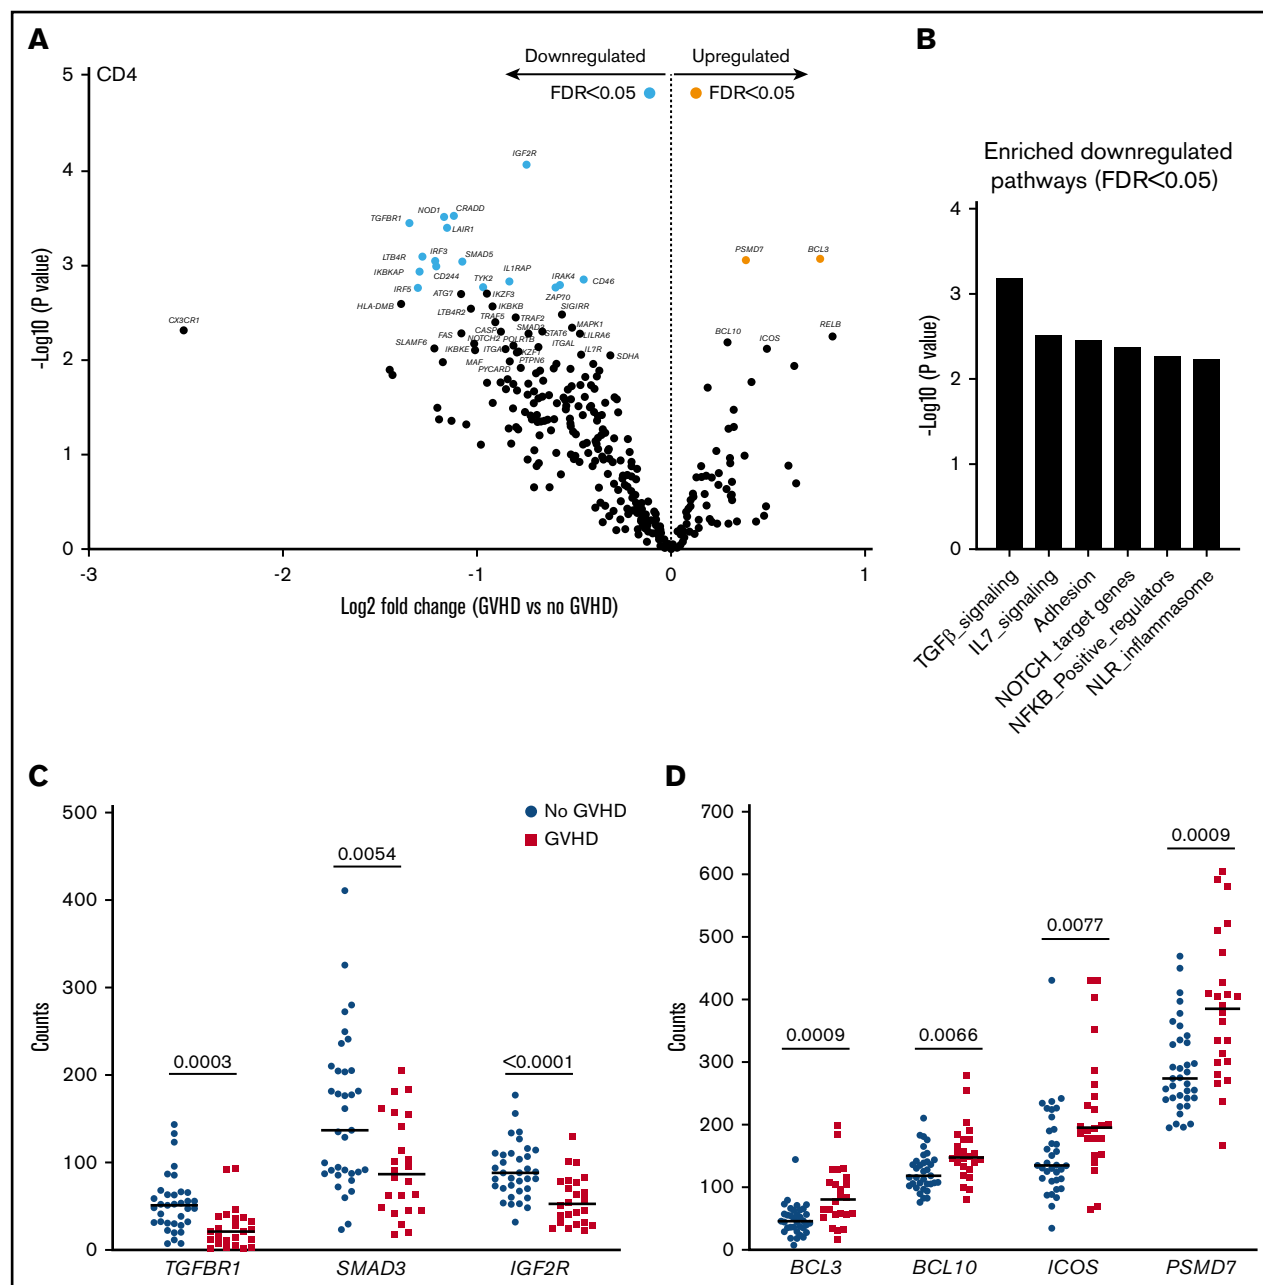 A
CD4
Downregulated
Upregulated
FDR<0.05
FDR<0.05
5
4
3
2
1
0
-Log10 (P value)
-3
-2
-1
0
1
Log2 fold change (GVHD vs no GVHD)
IGF2R
NOD1
CRADD
TGFBR1
LAIR1
LTB4R
IRF3
SMAD5
IKBKAP
CD244
IL1RAP
IRAK4
CD46
IRF5
TYK2
ZAP70
ATG7
IKZF3
HLA-DMB
LTB4R2
IKBKB
SIGIRR
CX3CR1
TRAF5
TRAF2
MAPK1
FAS
CASP
SMAD3
STAT6
LILRA6
SLAMF6
NOTCH2
POLRTB
ITGAL
IKBKE
ITGA
KZF1
IL7R
SDHA
MAF
PTPN6
PYCARD
PSMD7
BCL3
BCL10
ICOS
RELB
B
Enriched downregulated
pathways (FDR<0.05)
4
3
2
1
0
-Log10 (P value)
TGFβ_signaling
IL7_signaling
Adhesion
NOTCH_target genes
NFKB_Positive_regulators
NLR_inflammasome
C
500
400
300
200
100
0
Counts
No GVHD
GVHD
0.0003
0.0054
<0.0001
TGFBR1
SMAD3
IGF2R
D
700
600
500
400
300
200
100
0
Counts
0.0009
0.0066
0.0077
0.0009
BCL3
BCL10
ICOS
PSMD7